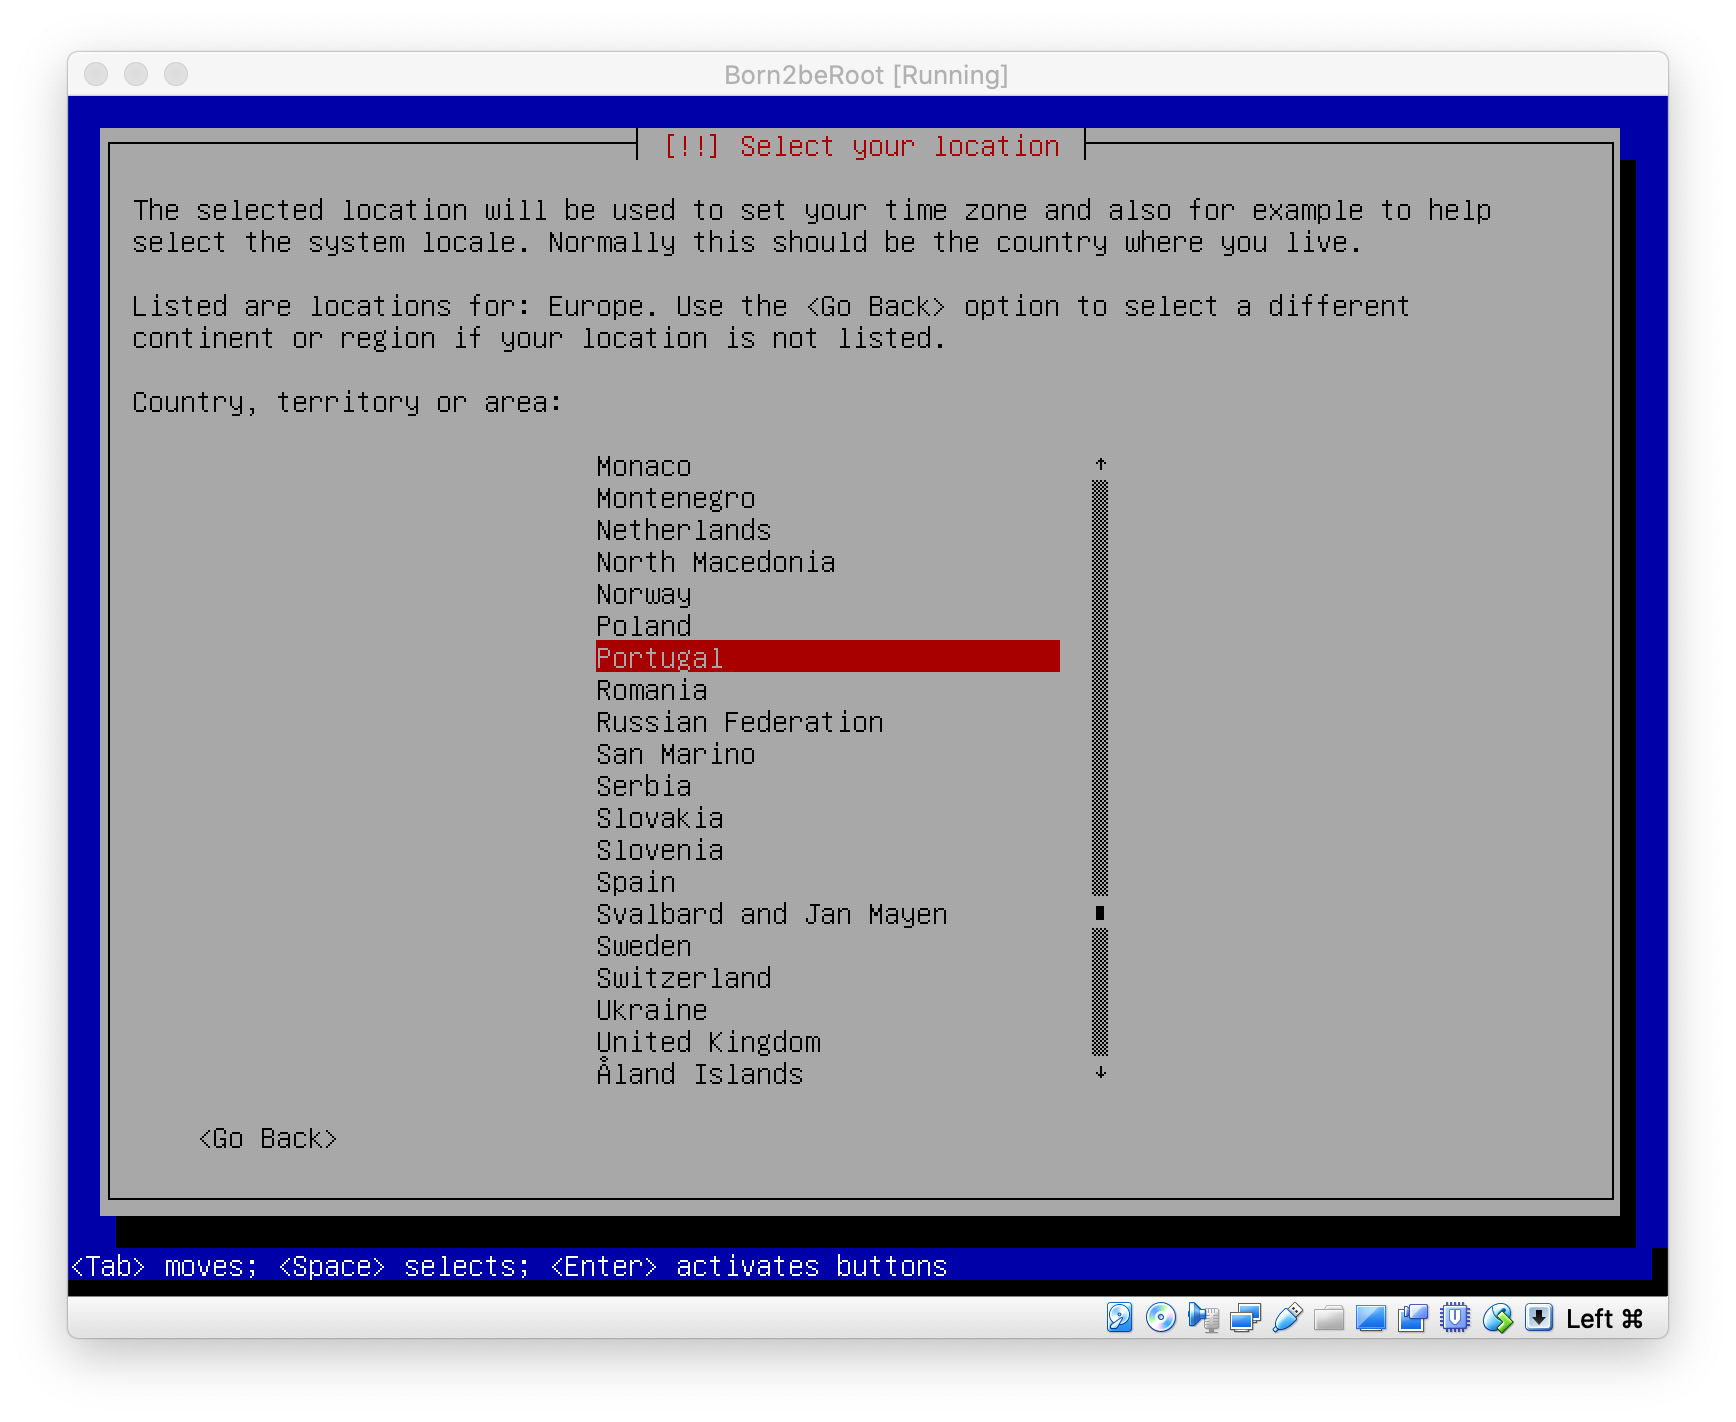 Born2beRoot [Running]
[!!] Select your location
The selected location will be used to set your time zone and also for example to help
select the system locale. Normally this should be the country where you live.
Listed are locations for: Europe. Use the <Go Back> option to select a different
continent or region if your location is not listed.
Country, territory or area:
Monaco
Montenegro
Netherlands
North Macedonia
Norway
Poland
Portugal
Romania
Russian Federation
San Marino
Serbia
Slovakia
Slovenia
Spain
Svalbard and Jan Mayen
Sweden
Switzerland
Ukraine
United Kingdom
Åland Islands
<Go Back>
<Tab> moves; <Space> selects; <Enter> activates buttons
Left ⌘